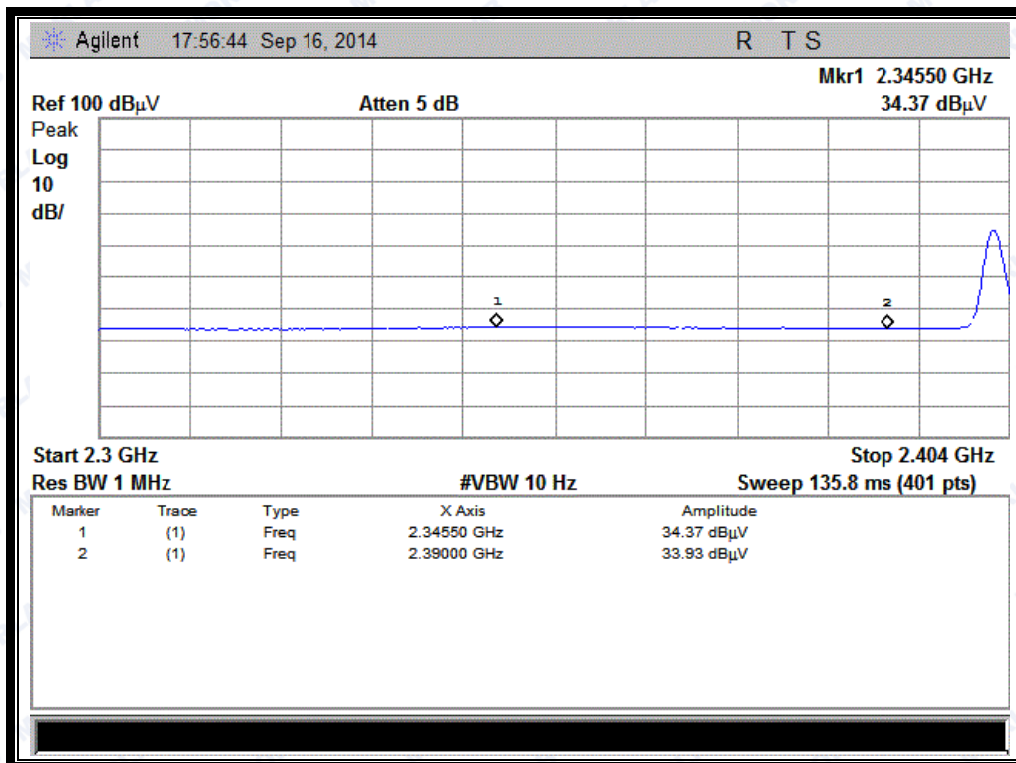 Agilent 17:56:44 Sep 16, 2014 R T S
Mkr1 2.34550 GHz
Ref 100 dBµV Atten 5 dB 34.37 dBµV
Peak
Log
10
dB/
1
2
Start 2.3 GHz Stop 2.404 GHz
Res BW 1 MHz #VBW 10 Hz Sweep 135.8 ms (401 pts)
Marker Trace Type X Axis Amplitude
1 (1) Freq 2.34550 GHz 34.37 dBµV
2 (1) Freq 2.39000 GHz 33.93 dBµV